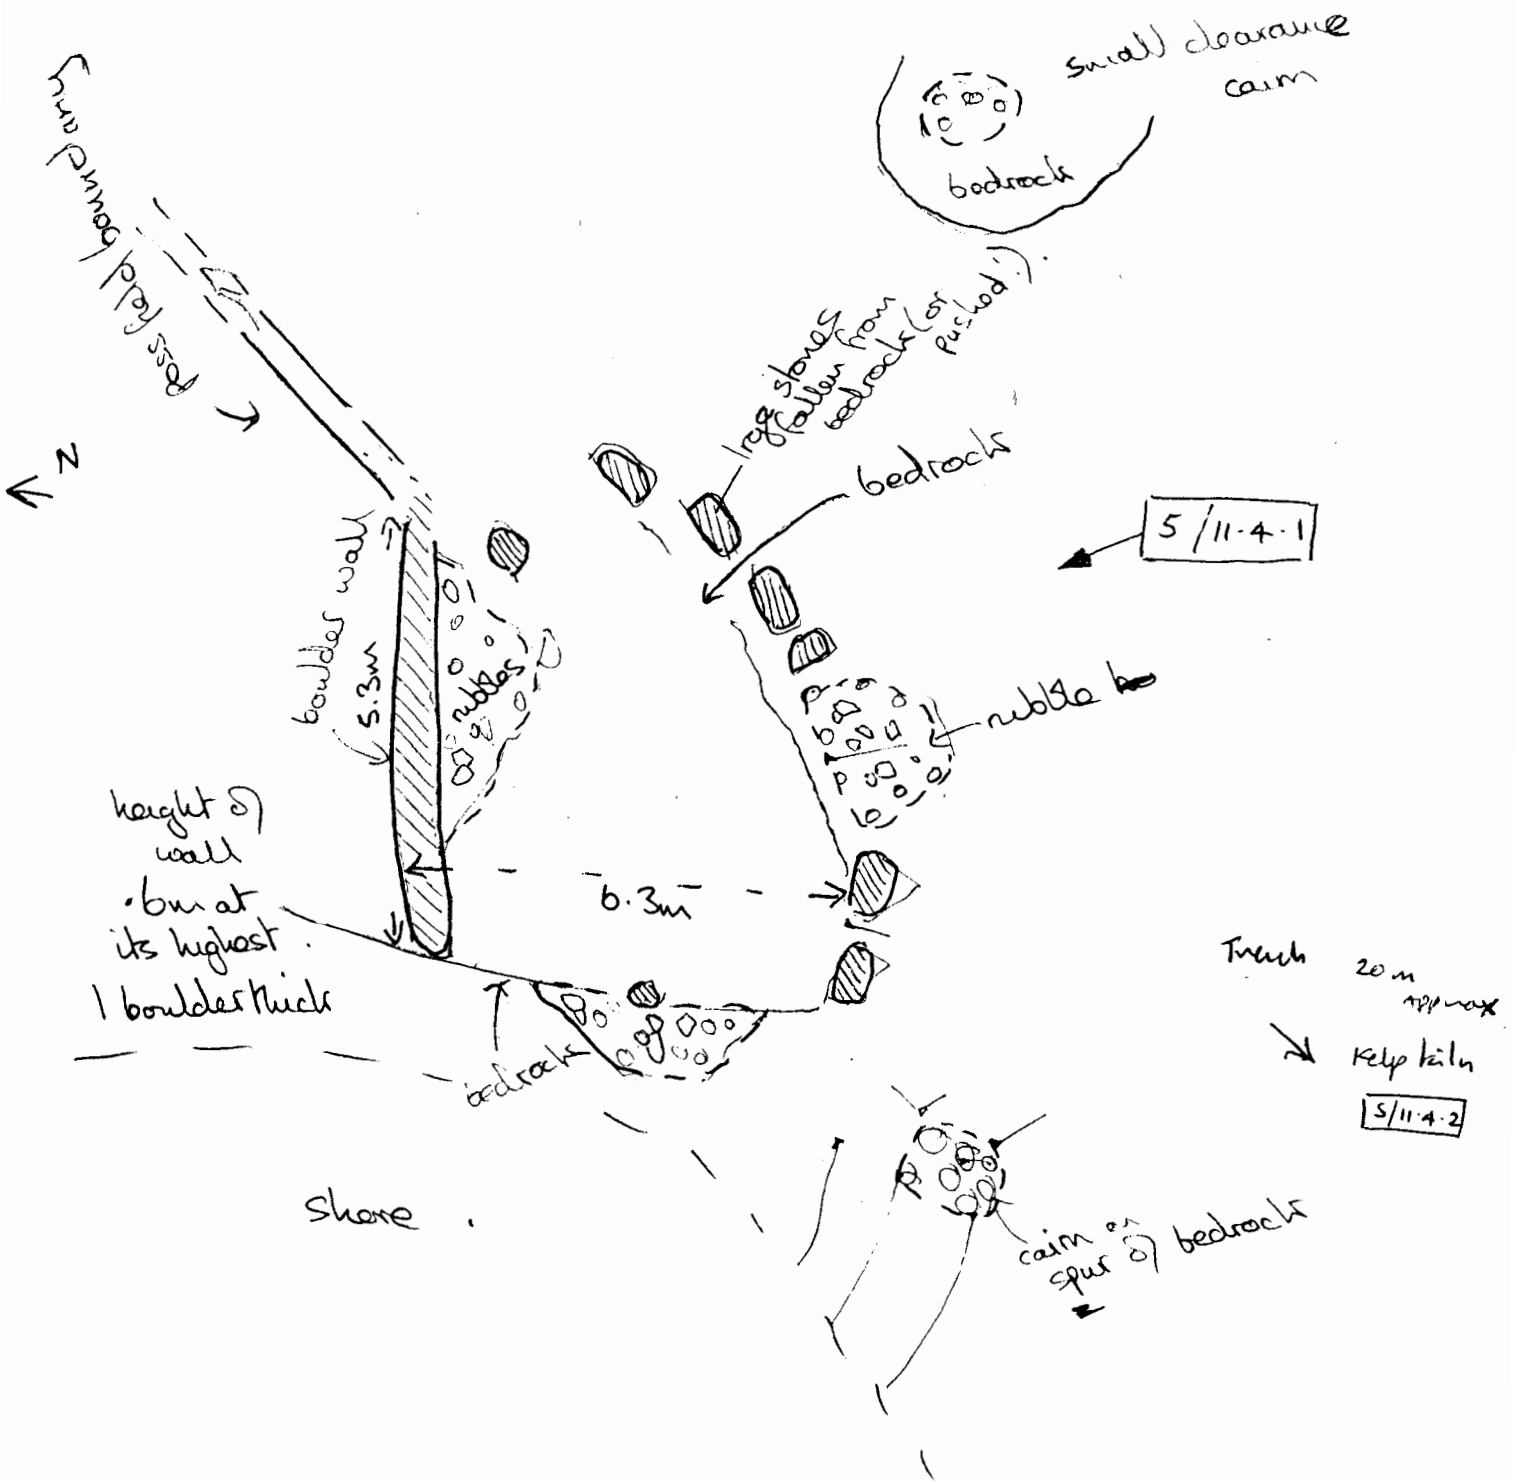 small clearance
cairn
bedrock
poss field boundary
N
lrge stones
fallen from
bedrock (or
pushed?).
bedrock
5/11.4.1
boulder wall
5.3m
rubble
rubble
height of
wall
.6m at
its highest.
1 boulder thick
6.3m
bedrock
Trench
20m
approx
Kelp kiln
5/11.4.2
shore.
cairn on
spur of bedrock